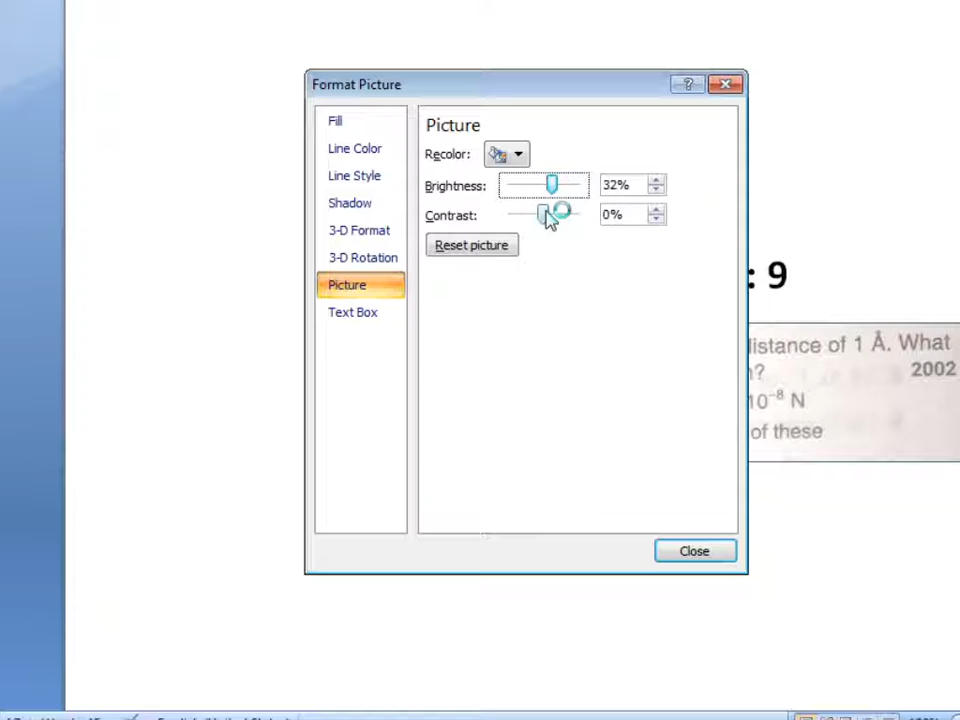 Format Picture
?
Fill
Line Color
Line Style
Shadow
3-D Format
3-D Rotation
Picture
Text Box
Picture
Recolor:
Brightness: 32%
Contrast: 0%
Reset picture
Close
: 9
distance of 1 Å. What
? 2002
10⁻⁸ N
of these